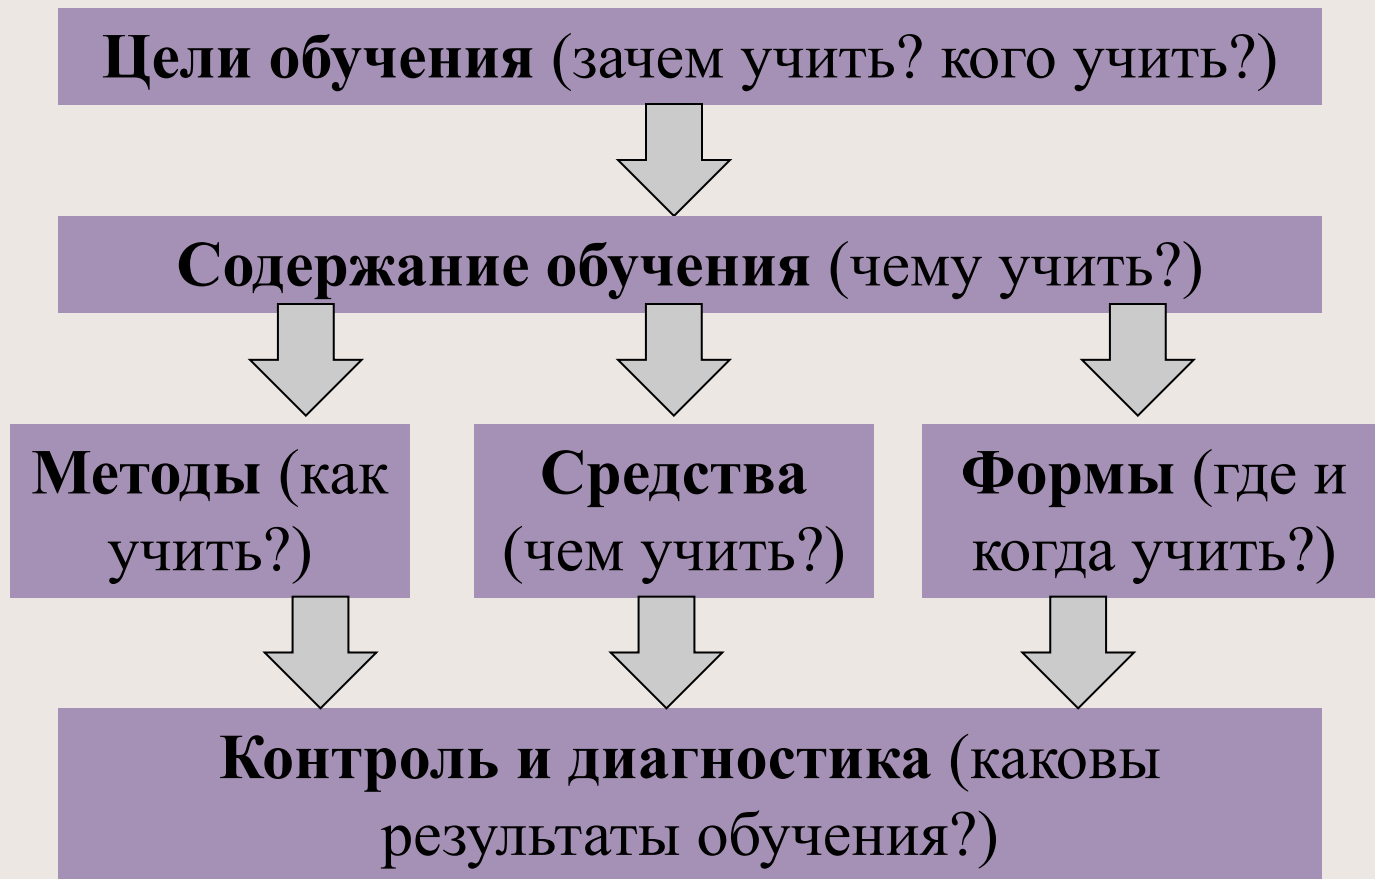 Цели обучения (зачем учить? кого учить?)
Содержание обучения (чему учить?)
Методы (как
учить?)
Средства
(чем учить?)
Формы (где и
когда учить?)
Контроль и диагностика (каковы
результаты обучения?)